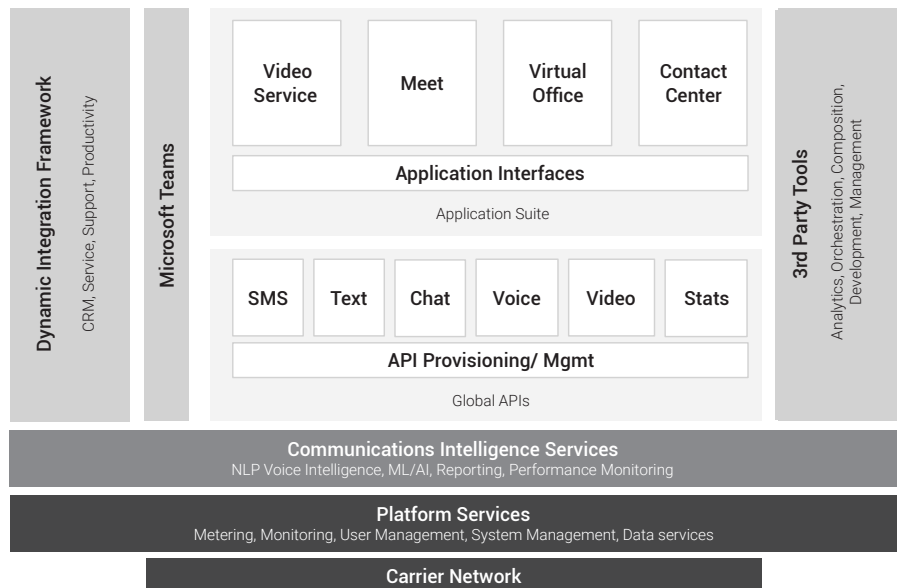 Dynamic Integration Framework
CRM, Service, Support, Productivity
Microsoft Teams
Video
Service
Meet
Virtual
Office
Contact
Center
Application Interfaces
Application Suite
SMS
Text
Chat
Voice
Video
Stats
API Provisioning/ Mgmt
Global APIs
3rd Party Tools
Analytics, Orchestration, Composition,
Development, Management
Communications Intelligence Services
NLP Voice Intelligence, ML/AI, Reporting, Performance Monitoring
Platform Services
Metering, Monitoring, User Management, System Management, Data services
Carrier Network